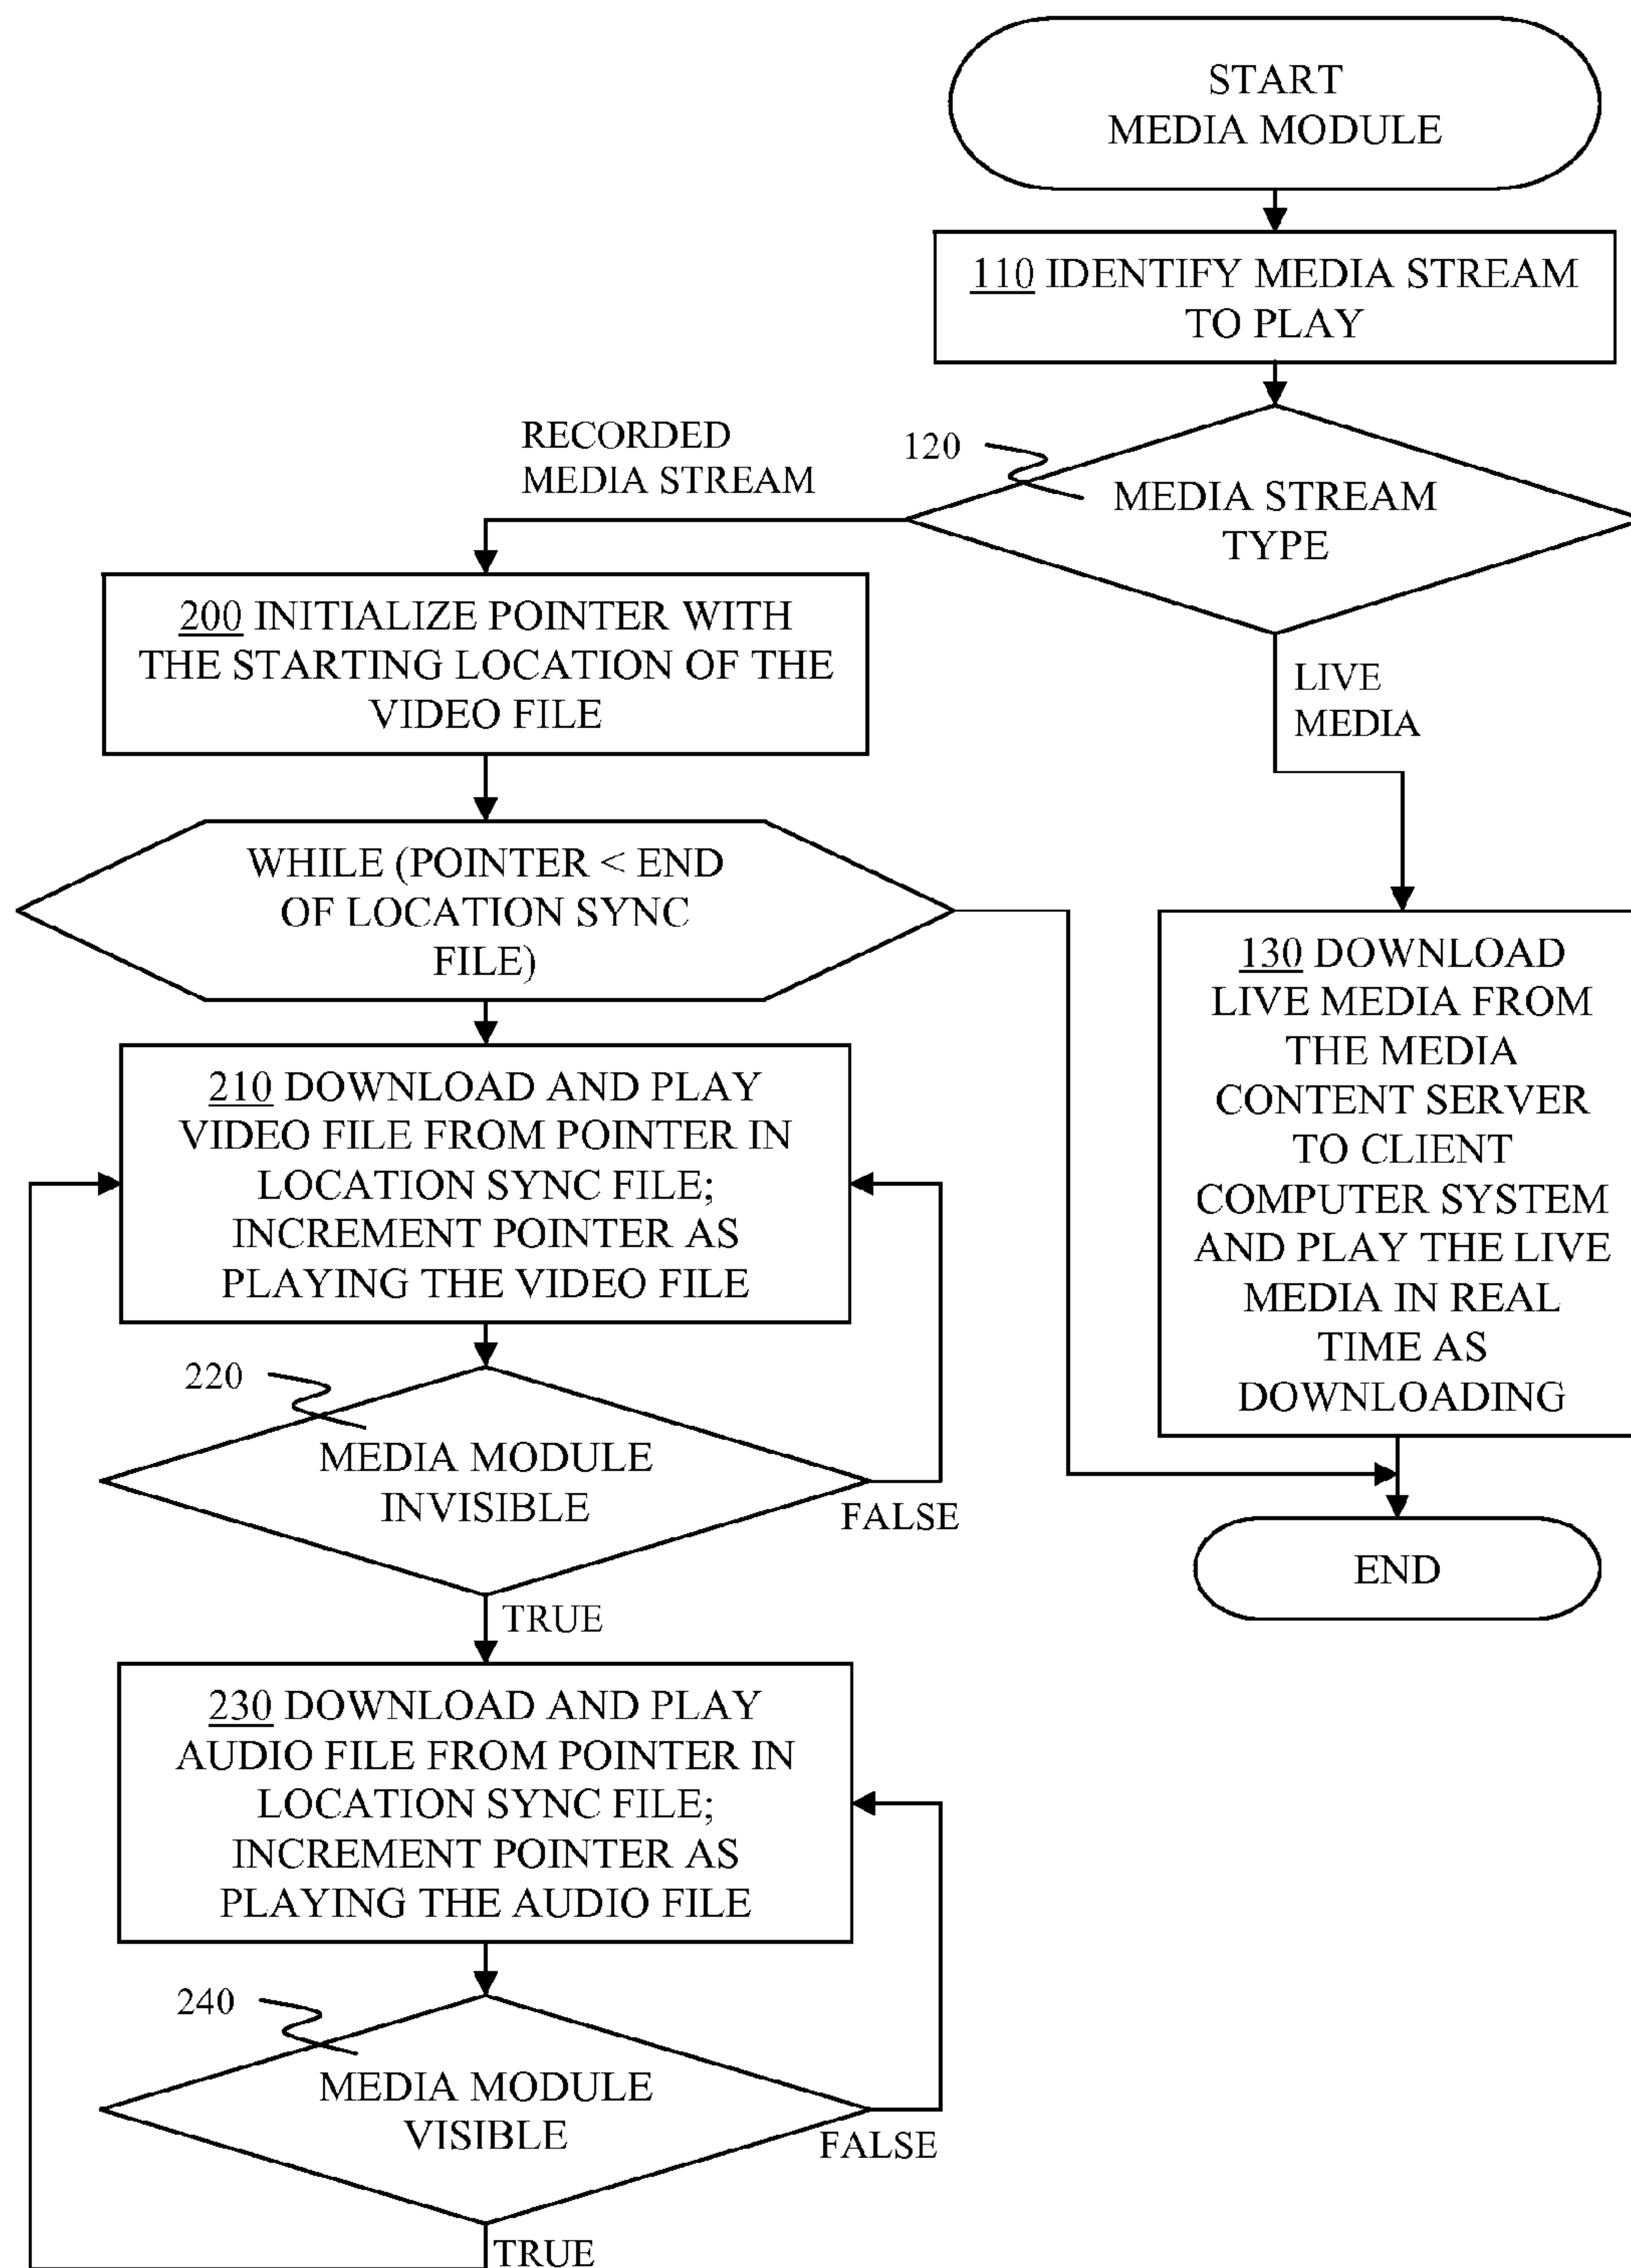 START
MEDIA MODULE
110 IDENTIFY MEDIA STREAM
TO PLAY
120
MEDIA STREAM
TYPE
RECORDED
MEDIA STREAM
LIVE
MEDIA
200 INITIALIZE POINTER WITH
THE STARTING LOCATION OF THE
VIDEO FILE
WHILE (POINTER < END
OF LOCATION SYNC
FILE)
130 DOWNLOAD
LIVE MEDIA FROM
THE MEDIA
CONTENT SERVER
TO CLIENT
COMPUTER SYSTEM
AND PLAY THE LIVE
MEDIA IN REAL
TIME AS
DOWNLOADING
210 DOWNLOAD AND PLAY
VIDEO FILE FROM POINTER IN
LOCATION SYNC FILE;
INCREMENT POINTER AS
PLAYING THE VIDEO FILE
220
MEDIA MODULE
INVISIBLE
FALSE
TRUE
END
230 DOWNLOAD AND PLAY
AUDIO FILE FROM POINTER IN
LOCATION SYNC FILE;
INCREMENT POINTER AS
PLAYING THE AUDIO FILE
240
MEDIA MODULE
VISIBLE
FALSE
TRUE